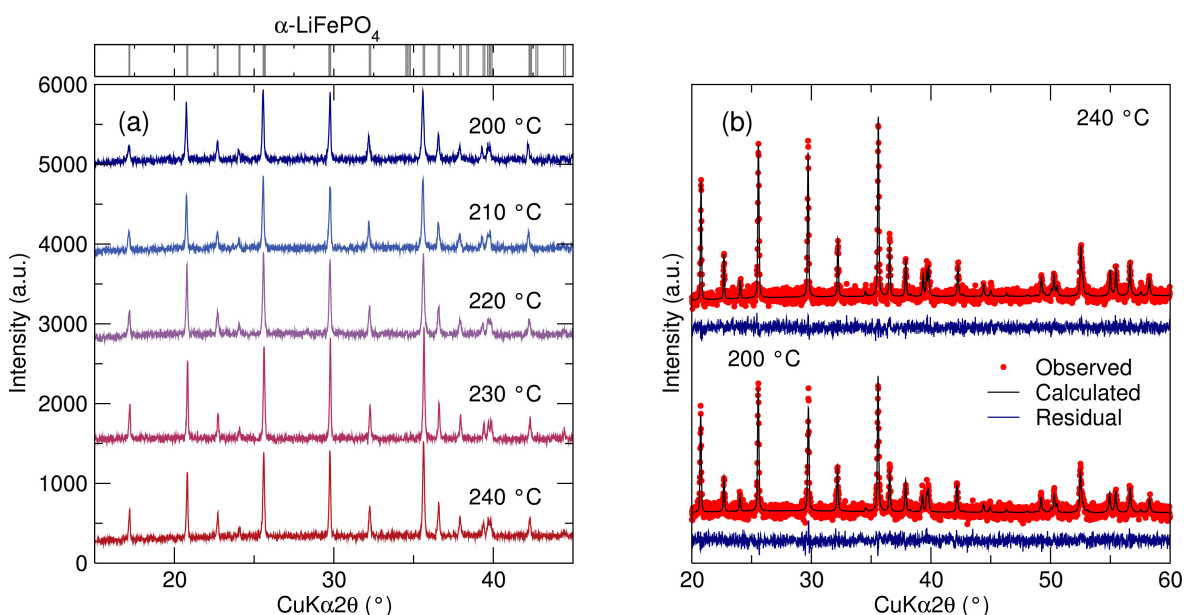 α-LiFePO4
6000
5000
4000
3000
2000
1000
0
Intensity (a.u.)
(a)
200 °C
210 °C
220 °C
230 °C
240 °C
20
30
40
CuKα2θ (°)
(b)
240 °C
200 °C
Observed
Calculated
Residual
Intensity (a.u.)
20
30
40
50
60
CuKα2θ (°)